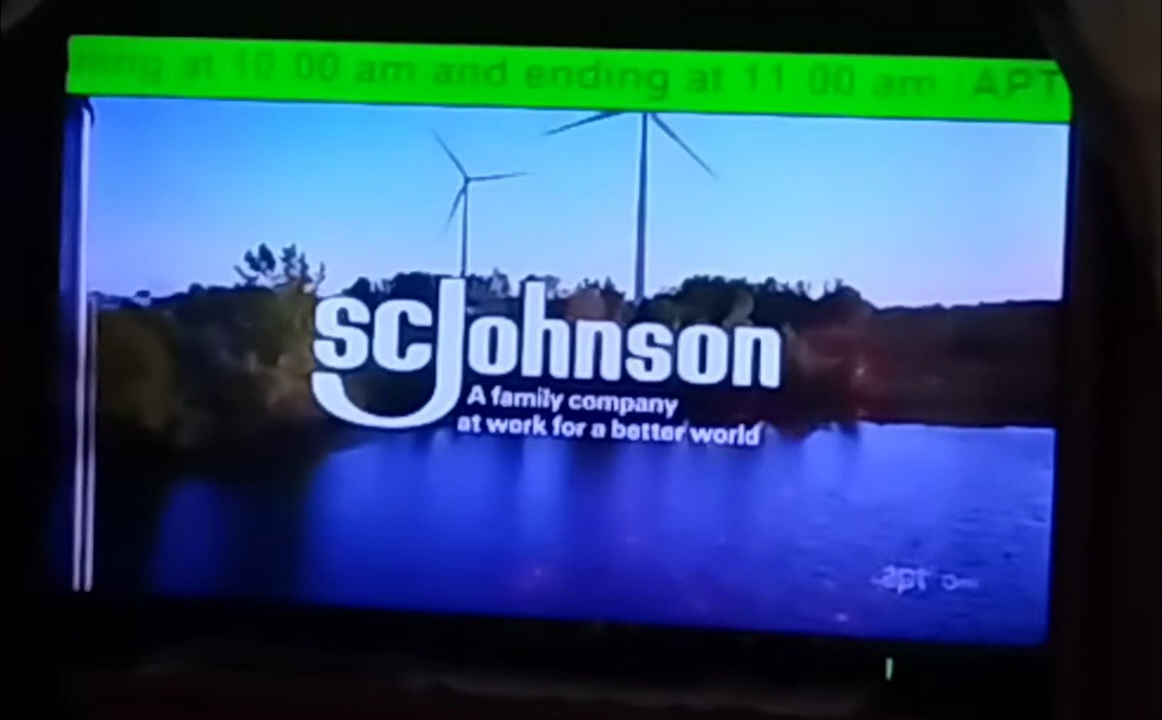 at 10 00 am and ending at 11 00 am APT
scJohnson
A family company
at work for a better world
apt